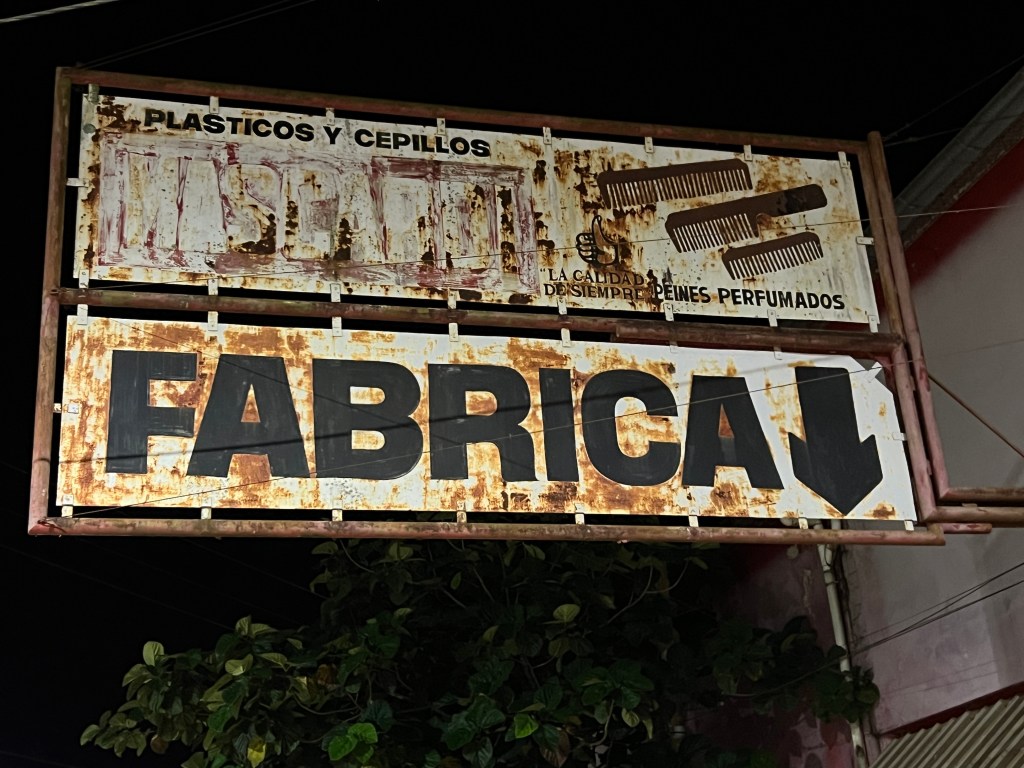 PLASTICOS Y CEPILLOS
"LA CALIDAD
DE SIEMPRE"
PEINES PERFUMADOS
FABRICA